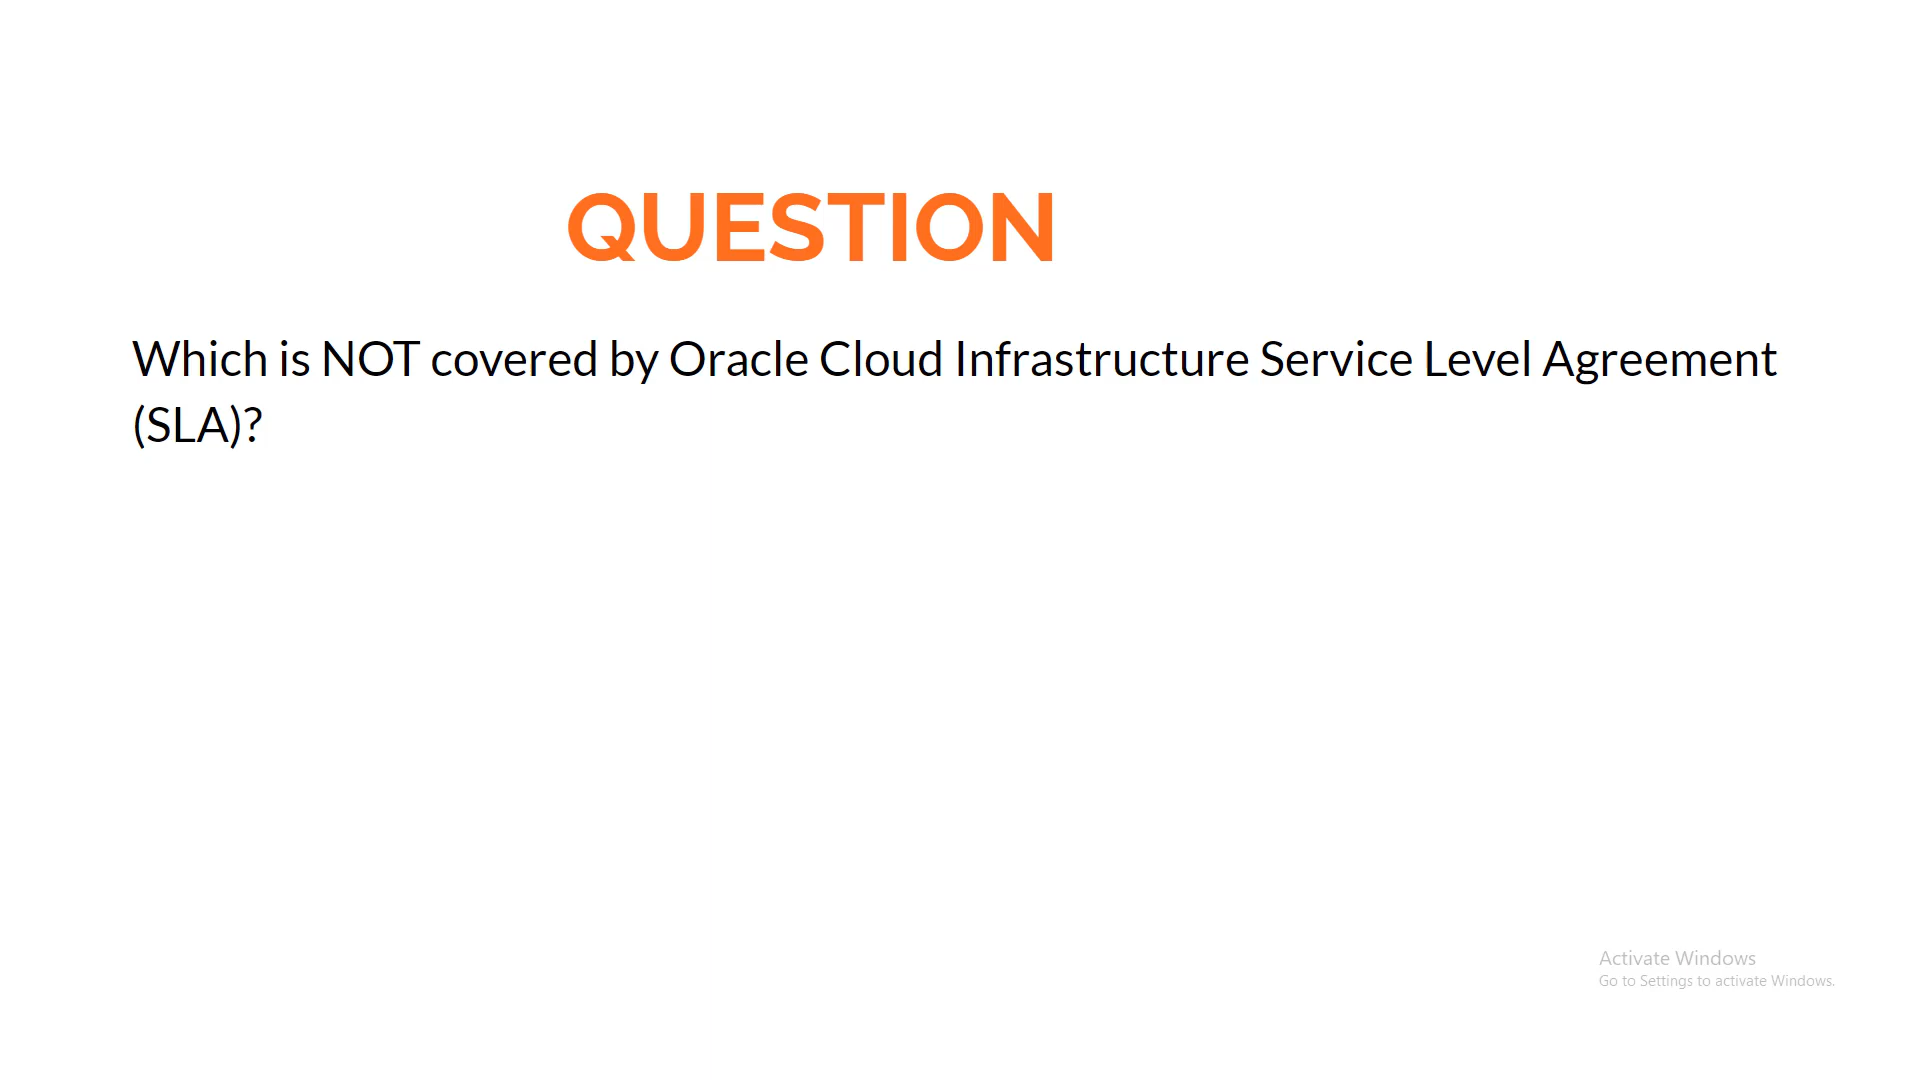 QUESTION
Which is NOT covered by Oracle Cloud Infrastructure Service Level Agreement
(SLA)?
Activate Windows
Go to Settings to activate Windows.